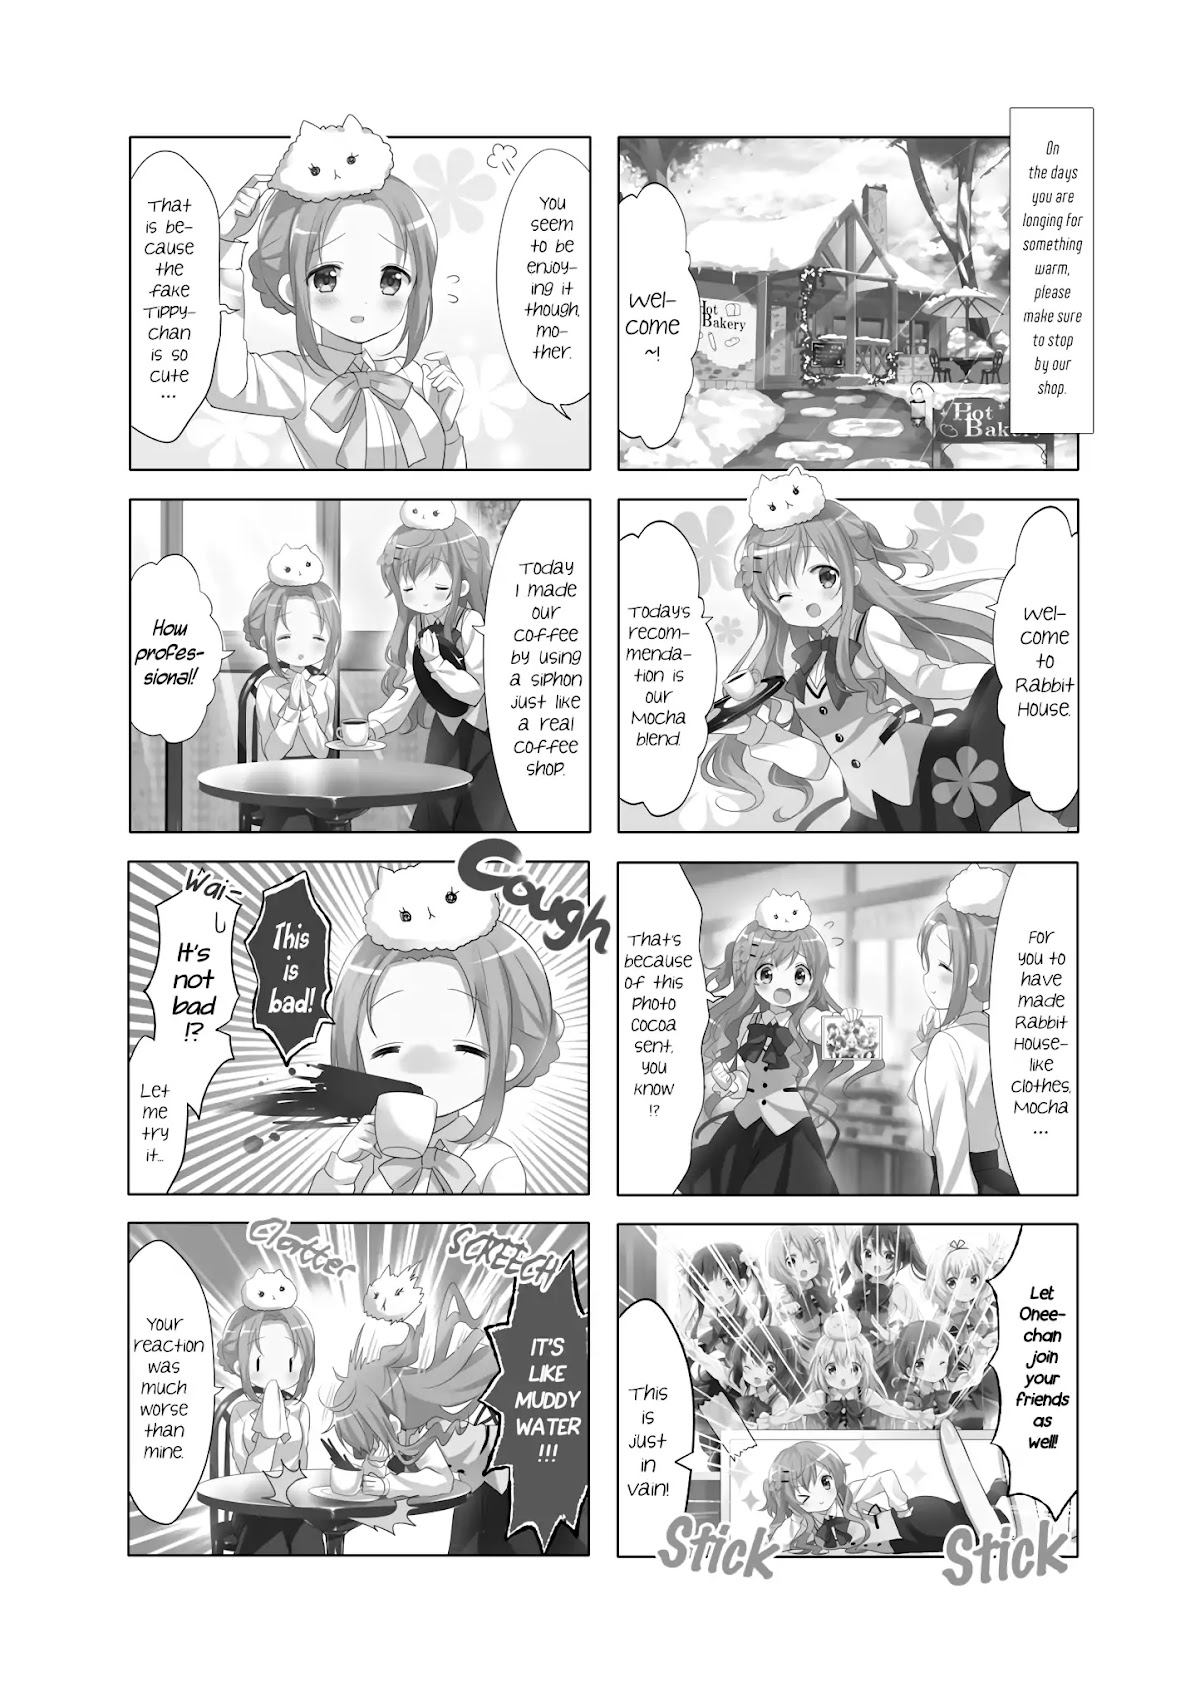 On
the days
you are
longing for
something
warm,
please
make sure
to stop
by our
shop.
Wel-
come
~!
Hot
Bakery
Hot
Bakery
Wel-
come
to
Rabbit
House.
Today's
recom-
menda-
tion is
our
Mocha
blend.
For
you to
have
made
Rabbit
House-
like
clothes,
Mocha
...
That's
because
of this
photo
Cocoa
sent,
you
know
!?
Let
Onee-
chan
join
your
friends
as
well!
This
is
just
in
vain!
Stick
Stick
You
seem
to be
enjoy-
ing it
though,
mo-
ther.
That
is be-
cause
the
fake
Tippy-
chan
is so
cute
...
Today
I made
our
coffee
by using
a siphon
just like
a real
coffee
shop.
How
profes-
sional!
Cough
This
is
bad!
Wai-
It's
not
bad
!?
Let
me
try
it...
SCREECH
Clatter
IT'S
LIKE
MUDDY
WATER
!!!
Your
reaction
was
much
worse
than
mine.